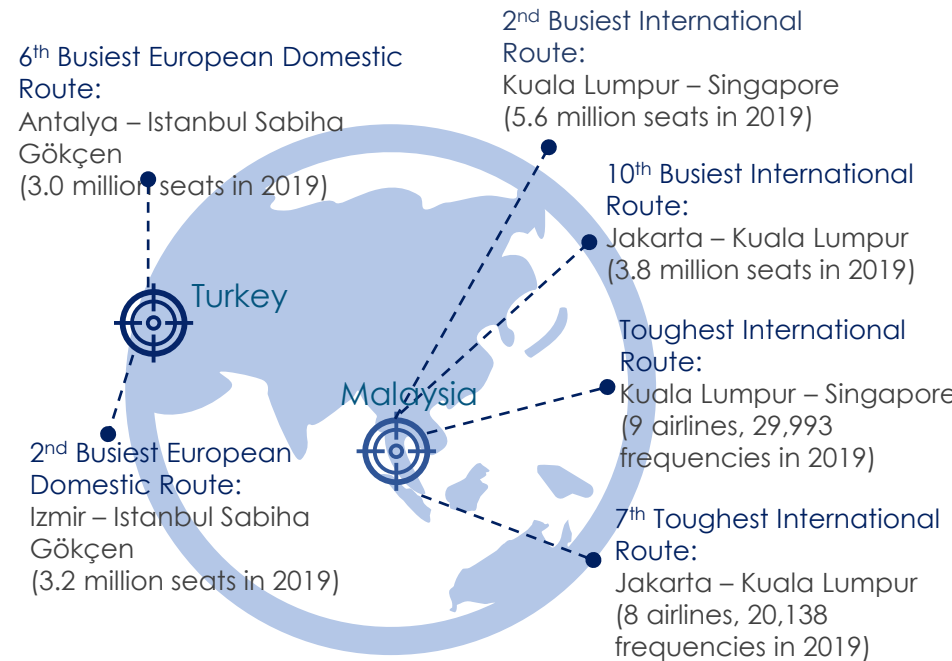 6th Busiest European Domestic
Route:
Antalya – Istanbul Sabiha
Gökçen
(3.0 million seats in 2019)
2nd Busiest International
Route:
Kuala Lumpur – Singapore
(5.6 million seats in 2019)
10th Busiest International
Route:
Jakarta – Kuala Lumpur
(3.8 million seats in 2019)
Turkey
Toughest International
Route:
Kuala Lumpur – Singapore
(9 airlines, 29,993
frequencies in 2019)
Malaysia
2nd Busiest European
Domestic Route:
Izmir – Istanbul Sabiha
Gökçen
(3.2 million seats in 2019)
7th Toughest International
Route:
Jakarta – Kuala Lumpur
(8 airlines, 20,138
frequencies in 2019)